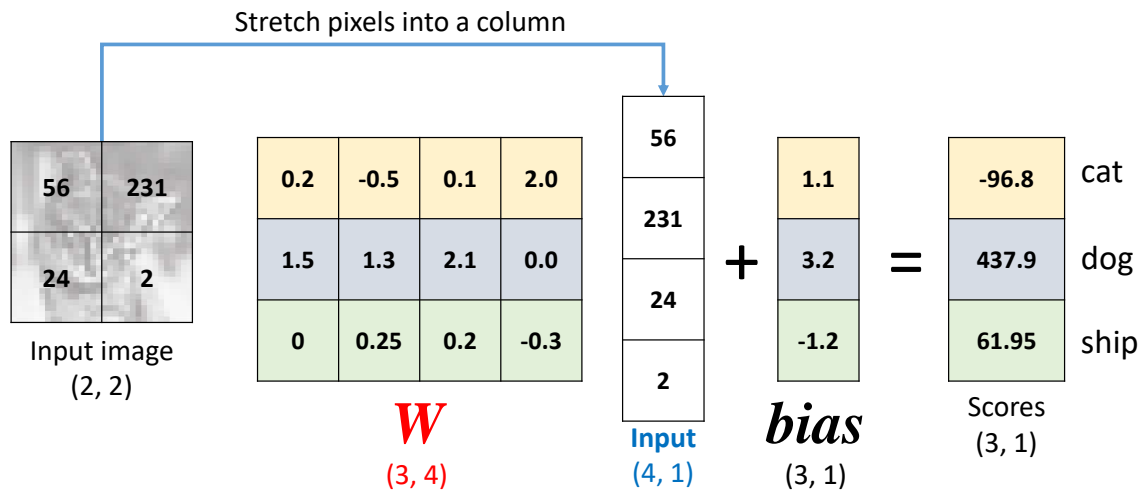 Stretch pixels into a column
56 231
24 2
Input image
(2, 2)
0.2 -0.5 0.1 2.0
1.5 1.3 2.1 0.0
0 0.25 0.2 -0.3
W
(3, 4)
56
231
24
2
Input
(4, 1)
+
1.1
3.2
-1.2
bias
(3, 1)
=
-96.8 cat
437.9 dog
61.95 ship
Scores
(3, 1)